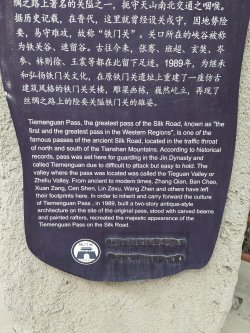 绸之路上著名的关隘之一，扼守天山南北交通之咽喉。
据历史记载，在晋代，这里就曾经设关戍守，因地势险
要，易守难攻，故称“铁门关”。关口所在的峡谷被称
为铁关谷、遮留谷。古往今来，张骞、班超、玄奘、岑
参、林则徐、王震等都在此留下足迹。1989年，为继承
和弘扬铁门关文化，在原铁门关遗址上重建了一座仿古
建筑风格的铁门关关楼，雕梁画栋，巍然屹立，再现了
丝绸之路上的险要关隘铁门关的雄姿。
Tiemenguan Pass, the greatest pass of the Silk Road, known as "the
first and the greatest pass in the Western Regions", is one of the
famous passes of the ancient Silk Road, located in the traffic throat
of north and south of the Tianshan Mountains. According to historical
records, pass was set here for guarding in the Jin Dynasty and
called Tiemenguan due to difficult to attack but easy to hold. The
valley where the pass was located was called the Tieguan Valley or
Zheliu Valley. From ancient to modern times, Zhang Qian, Ban Chao,
Xuan Zang, Cen Shen, Lin Zexu, Wang Zhen and others have left
their footprints here. In order to inherit and carry forward the culture
of Tiemenguan Pass , in 1989, built a two-story antique-style
architecture on the site of the original pass, stood with carved beams
and painted rafters, recreated the majestic appearance of the
Tiemenguan Pass on the Silk Road.